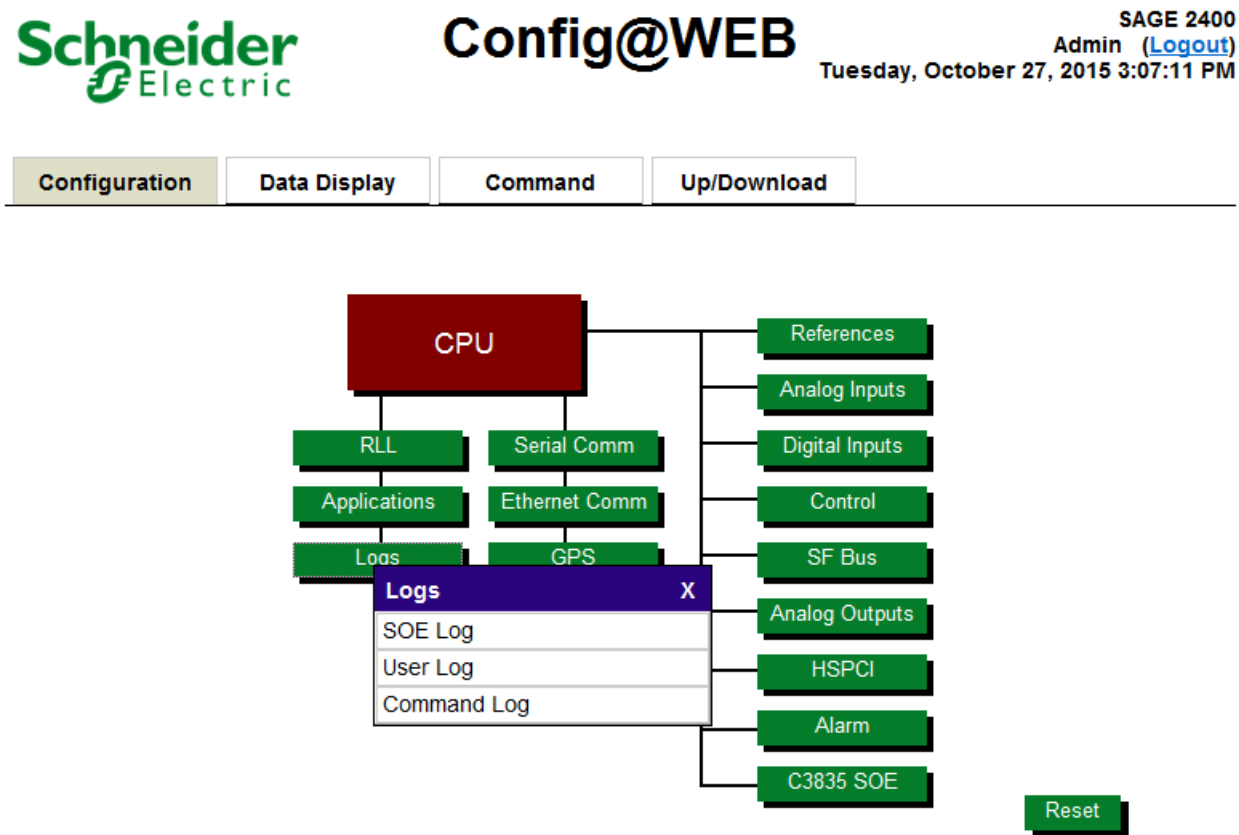 Schneider
Electric
Config@WEB
SAGE 2400
Admin (Logout)
Tuesday, October 27, 2015 3:07:11 PM
Configuration
Data Display
Command
Up/Download
CPU
References
Analog Inputs
RLL
Serial Comm
Digital Inputs
Applications
Ethernet Comm
Control
Logs
GPS
SF Bus
Logs X
SOE Log
User Log
Command Log
Analog Outputs
HSPCI
Alarm
C3835 SOE
Reset